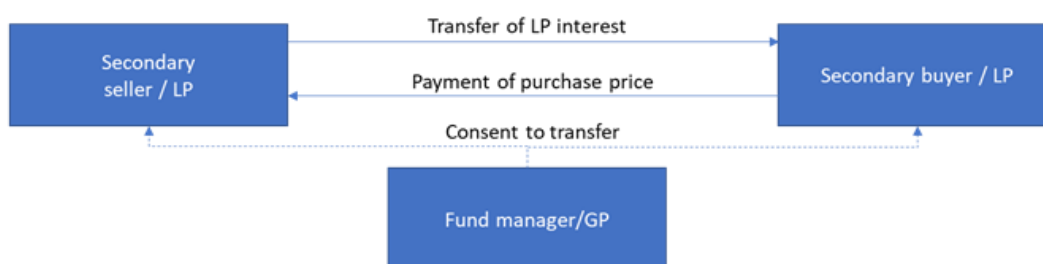 Transfer of LP interest
Secondary
seller / LP
Secondary buyer / LP
Payment of purchase price
Consent to transfer
Fund manager/GP